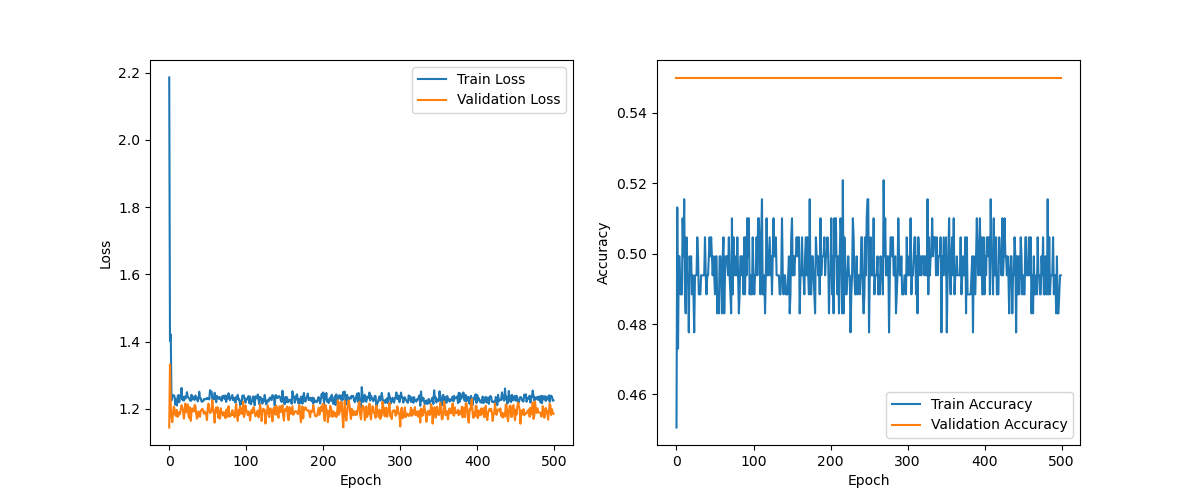 2.2
2.0
1.8
1.6
1.4
1.2
Loss
0 100 200 300 400 500
Epoch
Train Loss
Validation Loss
0.54
0.52
0.50
0.48
0.46
Accuracy
0 100 200 300 400 500
Epoch
Train Accuracy
Validation Accuracy